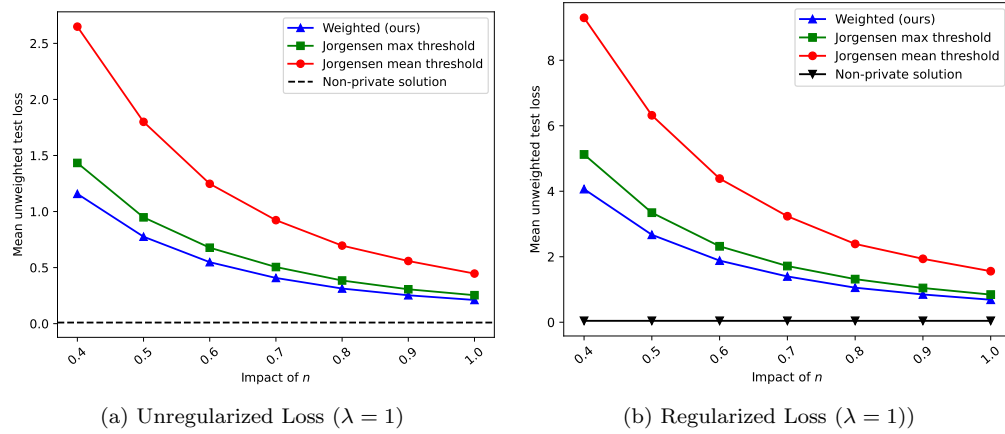 Weighted (ours)
Jorgensen max threshold
Jorgensen mean threshold
Non-private solution
Mean unweighted test loss
2.5
2.0
1.5
1.0
0.5
0.0
0.4 0.5 0.6 0.7 0.8 0.9 1.0
Impact of n
(a) Unregularized Loss (λ = 1)
Weighted (ours)
Jorgensen max threshold
Jorgensen mean threshold
Non-private solution
Mean unweighted test loss
8
6
4
2
0
0.4 0.5 0.6 0.7 0.8 0.9 1.0
Impact of n
(b) Regularized Loss (λ = 1))